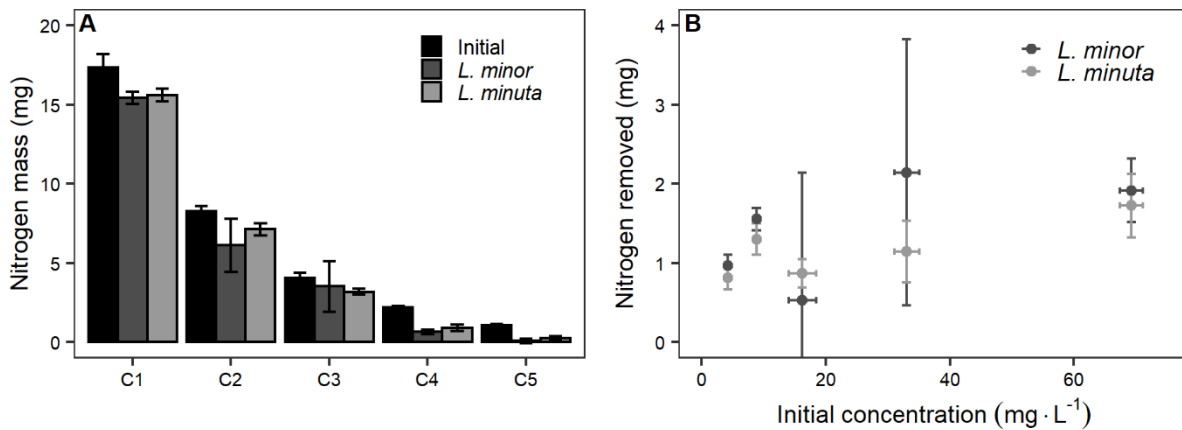 A
Nitrogen mass (mg)
20
15
10
5
0
Initial
L. minor
L. minuta
C1 C2 C3 C4 C5
B
Nitrogen removed (mg)
4
3
2
1
0
L. minor
L. minuta
0 20 40 60
Initial concentration (mg · L⁻¹)